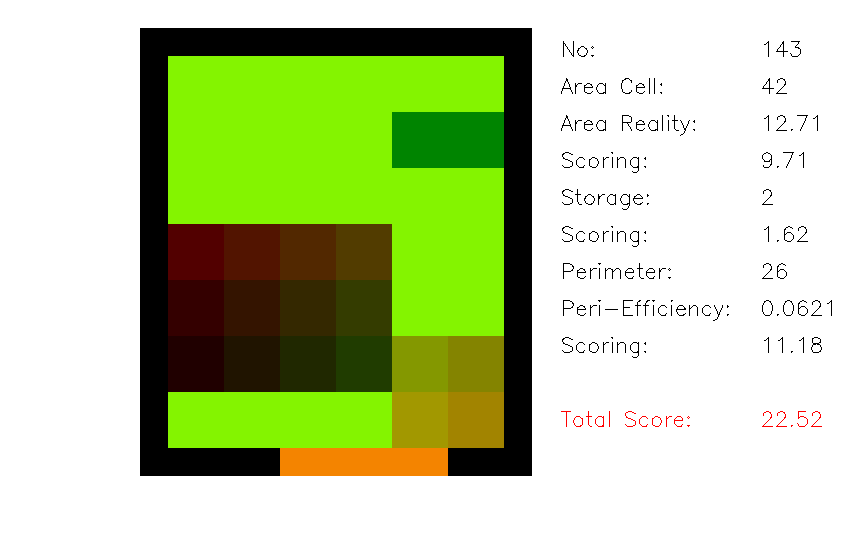 No: 143
Area Cell: 42
Area Reality: 12.71
Scoring: 9.71
Storage: 2
Scoring: 1.62
Perimeter: 26
Peri-Efficiency: 0.0621
Scoring: 11.18
Total Score: 22.52